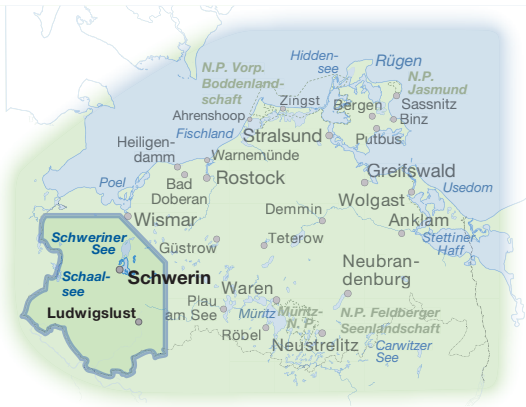 Hidden-
see
Rügen
N.P. Vorp.
Boddenland-
schaft
N.P.
Jasmund
Zingst
Bergen
Sassnitz
Ahrenshoop
Binz
Fischland
Stralsund
Putbus
Heiligen-
damm
Warnemünde
Greifswald
Poel
Bad
Doberan
Rostock
Usedom
Wolgast
Wismar
Demmin
Anklam
Schweriner
See
Güstrow
Teterow
Stettiner
Haff
Schaal-
see
Schwerin
Neubran-
denburg
Waren
Plau
am See
Müritz
Müritz-
N. P.
N.P. Feldberger
Seenlandschaft
Ludwigslust
Röbel
Neustrelitz
Carwitzer
See